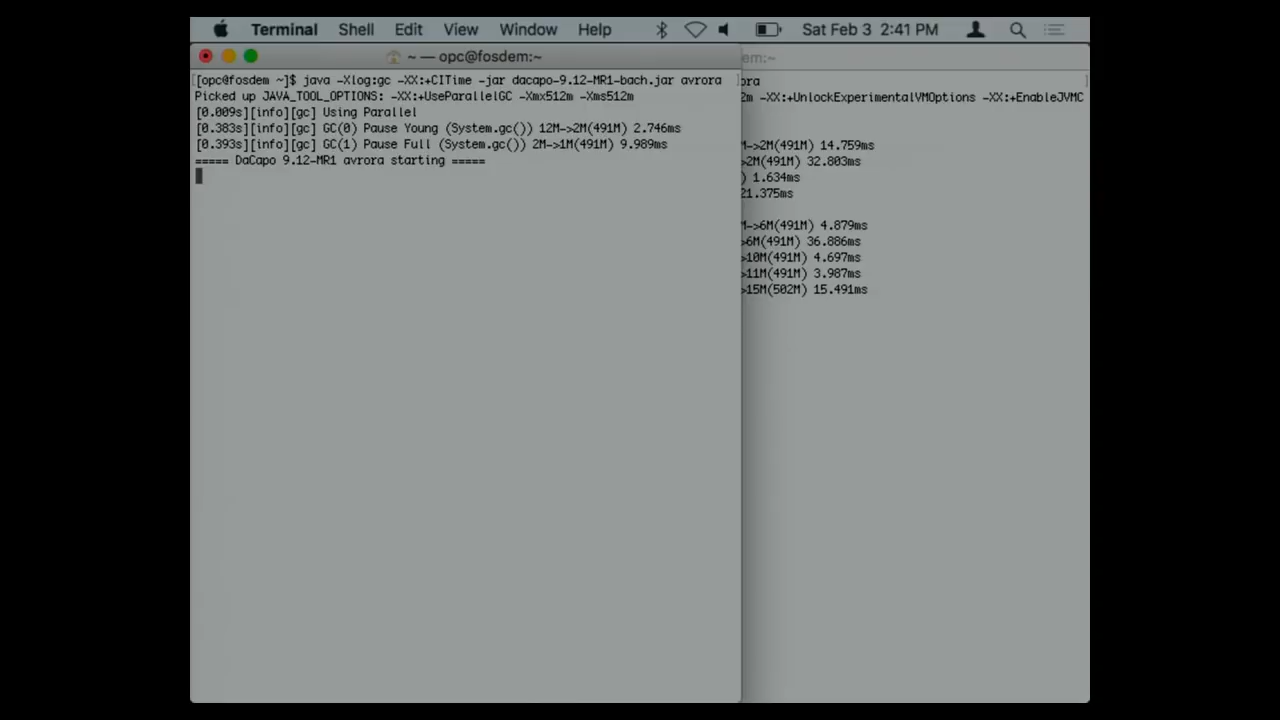 Terminal Shell Edit View Window Help Sat Feb 3 2:41 PM
~ — opc@fosdem:~
[opc@fosdem ~]$ java -Xlog:gc -XX:+CITime -jar dacapo-9.12-MR1-bach.jar avrora
Picked up JAVA_TOOL_OPTIONS: -XX:+UseParallelGC -Xmx512m -Xms512m
[0.009s][info][gc] Using Parallel
[0.383s][info][gc] GC(0) Pause Young (System.gc()) 12M->2M(491M) 2.746ms
[0.393s][info][gc] GC(1) Pause Full (System.gc()) 2M->1M(491M) 9.989ms
===== DaCapo 9.12-MR1 avrora starting =====
em:~
ora
2m -XX:+UnlockExperimentalVMOptions -XX:+EnableJVMC
M->2M(491M) 14.759ms
>2M(491M) 32.803ms
) 1.634ms
21.375ms
M->6M(491M) 4.879ms
>6M(491M) 36.886ms
>10M(491M) 4.697ms
>11M(491M) 3.987ms
>15M(502M) 15.491ms